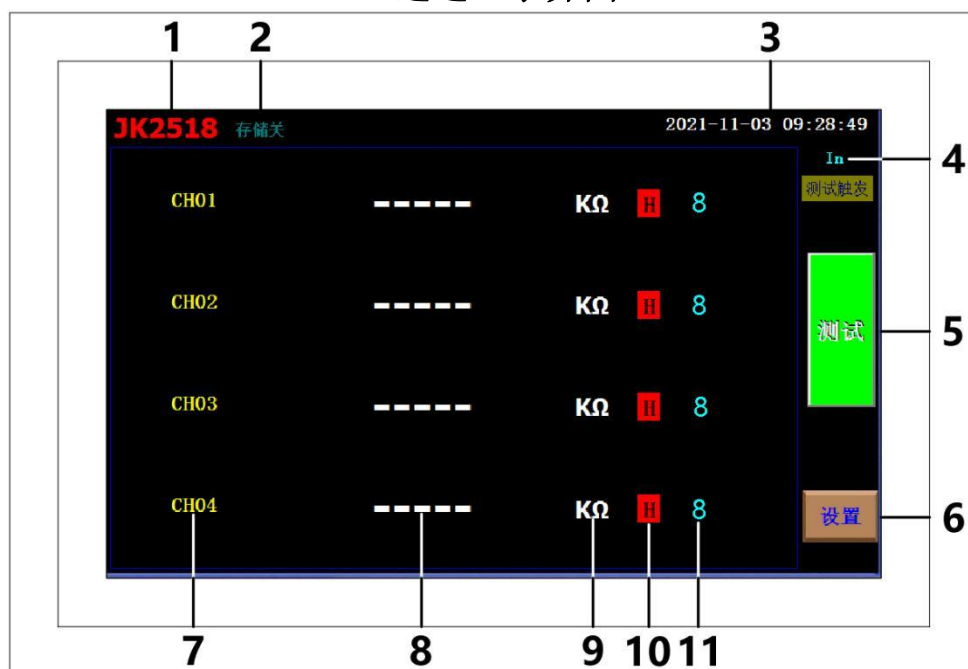 1 2 3
JK2518 存储关 2021-11-03 09:28:49
In 4
测试触发
CH01 ----- KΩ H 8
CH02 ----- KΩ H 8
测试 5
CH03 ----- KΩ H 8
CH04 ----- KΩ H 8
设置 6
7 8 9 10 11